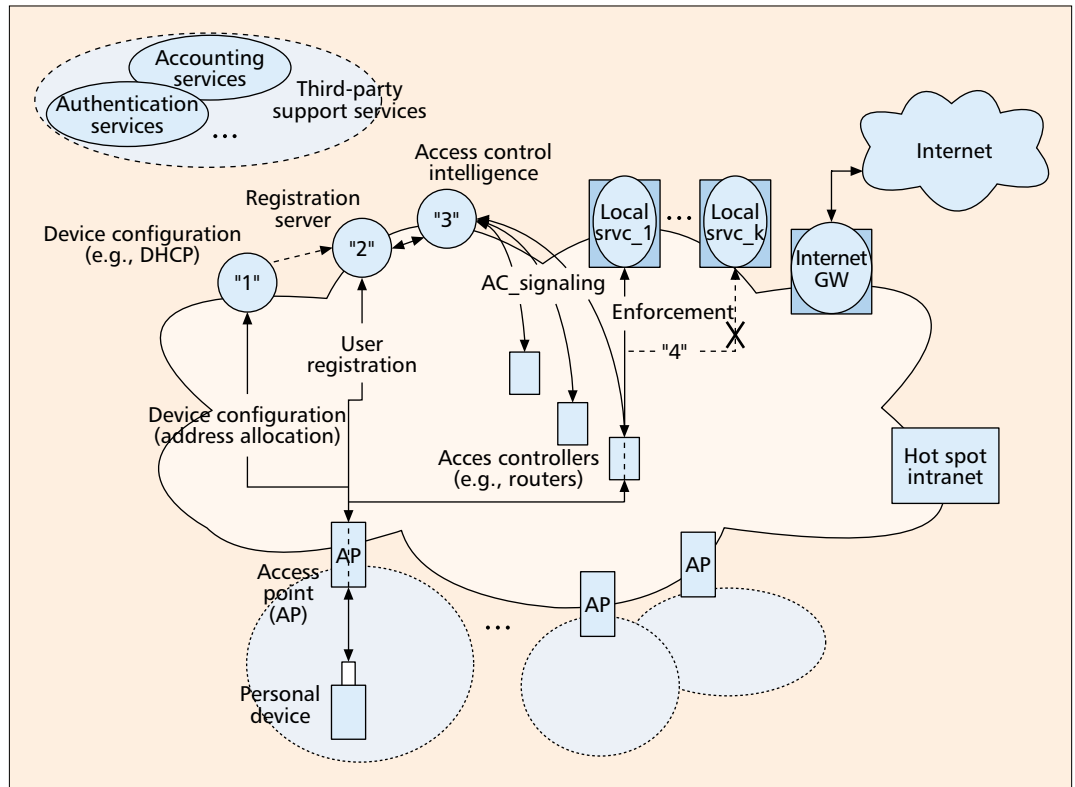 Accounting
services
Authentication
services
Third-party
support services
...
Access control
intelligence
Registration
server
Device configuration
(e.g., DHCP)
"1"
"2"
"3"
Local
srvc_1
...
Local
srvc_k
Internet
Internet
GW
AC_signaling
Enforcement
"4"
User
registration
Device configuration
(address allocation)
Acces controllers
(e.g., routers)
Hot spot
intranet
AP
Access
point
(AP)
...
AP
AP
Personal
device